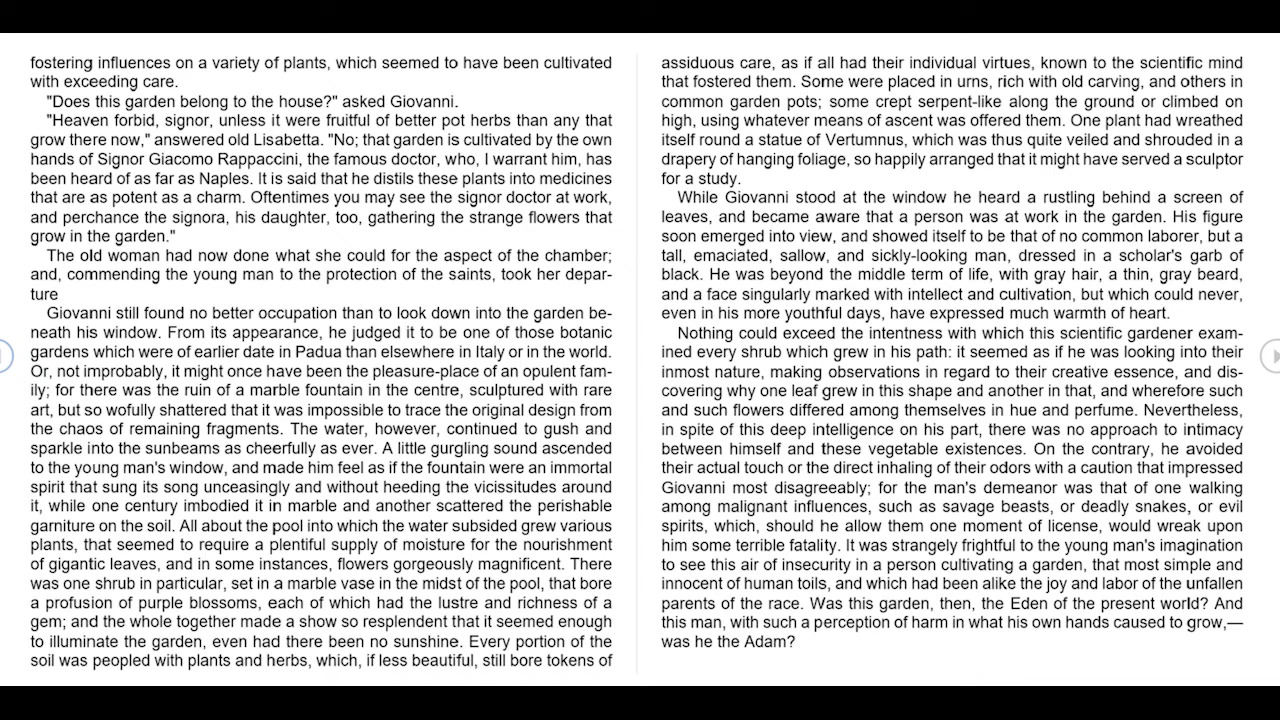 fostering influences on a variety of plants, which seemed to have been cultivated
with exceeding care.
"Does this garden belong to the house?" asked Giovanni.
"Heaven forbid, signor, unless it were fruitful of better pot herbs than any that
grow there now," answered old Lisabetta. "No; that garden is cultivated by the own
hands of Signor Giacomo Rappaccini, the famous doctor, who, I warrant him, has
been heard of as far as Naples. It is said that he distils these plants into medicines
that are as potent as a charm. Oftentimes you may see the signor doctor at work,
and perchance the signora, his daughter, too, gathering the strange flowers that
grow in the garden."
The old woman had now done what she could for the aspect of the chamber;
and, commending the young man to the protection of the saints, took her depar-
ture
Giovanni still found no better occupation than to look down into the garden be-
neath his window. From its appearance, he judged it to be one of those botanic
gardens which were of earlier date in Padua than elsewhere in Italy or in the world.
Or, not improbably, it might once have been the pleasure-place of an opulent fam-
ily; for there was the ruin of a marble fountain in the centre, sculptured with rare
art, but so wofully shattered that it was impossible to trace the original design from
the chaos of remaining fragments. The water, however, continued to gush and
sparkle into the sunbeams as cheerfully as ever. A little gurgling sound ascended
to the young man's window, and made him feel as if the fountain were an immortal
spirit that sung its song unceasingly and without heeding the vicissitudes around
it, while one century imbodied it in marble and another scattered the perishable
garniture on the soil. All about the pool into which the water subsided grew various
plants, that seemed to require a plentiful supply of moisture for the nourishment
of gigantic leaves, and in some instances, flowers gorgeously magnificent. There
was one shrub in particular, set in a marble vase in the midst of the pool, that bore
a profusion of purple blossoms, each of which had the lustre and richness of a
gem; and the whole together made a show so resplendent that it seemed enough
to illuminate the garden, even had there been no sunshine. Every portion of the
soil was peopled with plants and herbs, which, if less beautiful, still bore tokens of
assiduous care, as if all had their individual virtues, known to the scientific mind
that fostered them. Some were placed in urns, rich with old carving, and others in
common garden pots; some crept serpent-like along the ground or climbed on
high, using whatever means of ascent was offered them. One plant had wreathed
itself round a statue of Vertumnus, which was thus quite veiled and shrouded in a
drapery of hanging foliage, so happily arranged that it might have served a sculptor
for a study.
While Giovanni stood at the window he heard a rustling behind a screen of
leaves, and became aware that a person was at work in the garden. His figure
soon emerged into view, and showed itself to be that of no common laborer, but a
tall, emaciated, sallow, and sickly-looking man, dressed in a scholar's garb of
black. He was beyond the middle term of life, with gray hair, a thin, gray beard,
and a face singularly marked with intellect and cultivation, but which could never,
even in his more youthful days, have expressed much warmth of heart.
Nothing could exceed the intentness with which this scientific gardener exam-
ined every shrub which grew in his path: it seemed as if he was looking into their
inmost nature, making observations in regard to their creative essence, and dis-
covering why one leaf grew in this shape and another in that, and wherefore such
and such flowers differed among themselves in hue and perfume. Nevertheless,
in spite of this deep intelligence on his part, there was no approach to intimacy
between himself and these vegetable existences. On the contrary, he avoided
their actual touch or the direct inhaling of their odors with a caution that impressed
Giovanni most disagreeably; for the man's demeanor was that of one walking
among malignant influences, such as savage beasts, or deadly snakes, or evil
spirits, which, should he allow them one moment of license, would wreak upon
him some terrible fatality. It was strangely frightful to the young man's imagination
to see this air of insecurity in a person cultivating a garden, that most simple and
innocent of human toils, and which had been alike the joy and labor of the unfallen
parents of the race. Was this garden, then, the Eden of the present world? And
this man, with such a perception of harm in what his own hands caused to grow,—
was he the Adam?